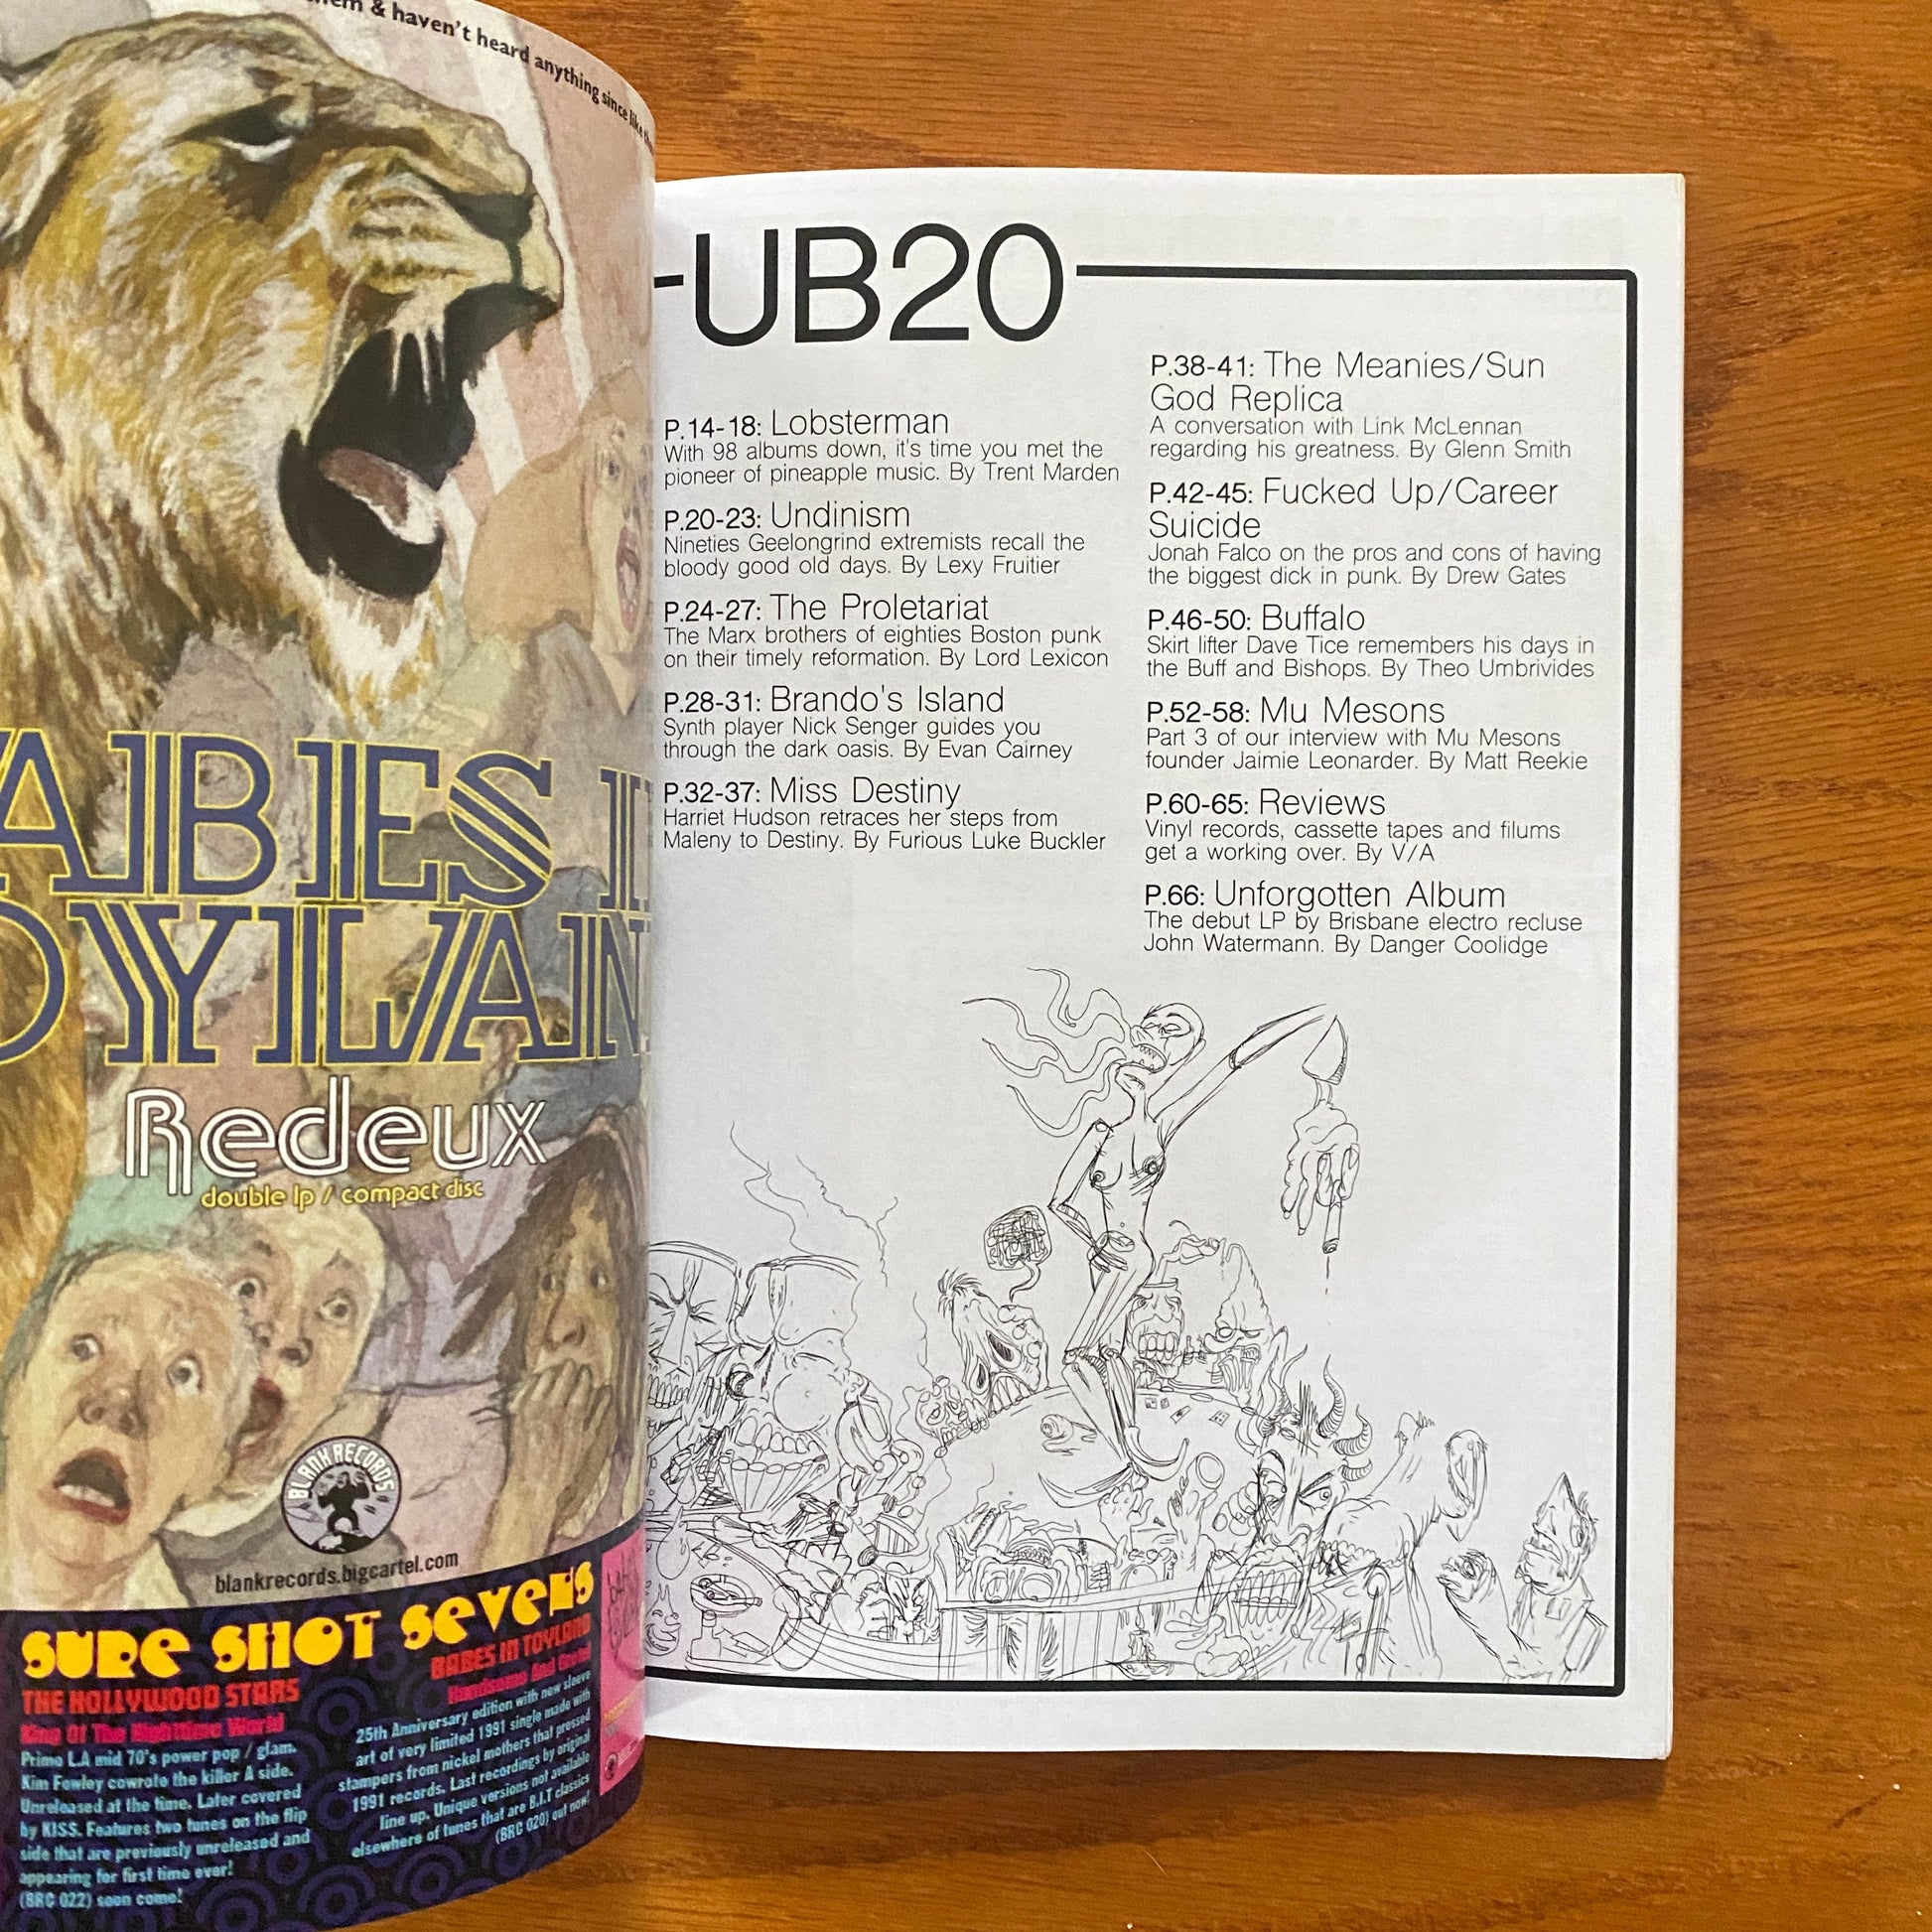 & haven't heard anything since like
ABES I
OYLAN
Redeux
double lp / compact disc
BLANK RECORDS
blankrecords.bigcartel.com
SURE SHOT SEVENS
THE HOLLYWOOD STARS
King Of The Nighttime World
Primo L.A mid 70's power pop / glam.
Kim Fowley cowrote the killer A side.
Unreleased at the time. Later covered
by KISS. Features two tunes on the flip
side that are previously unreleased and
appearing for first time ever!
(BRC 022) soon come!
BABES IN TOYLAND
Handsome And Gretel
25th Anniversary edition with new sleeve
art of very limited 1991 single made with
stampers from nickel mothers that pressed
1991 records. Last recordings by original
line up. Unique versions not available
elsewhere of tunes that are B.I.T classics
(BRC 020) out now!
UB20
P.14-18: Lobsterman
With 98 albums down, it's time you met the
pioneer of pineapple music. By Trent Marden
P.20-23: Undinism
Nineties Geelongrind extremists recall the
bloody good old days. By Lexy Fruitier
P.24-27: The Proletariat
The Marx brothers of eighties Boston punk
on their timely reformation. By Lord Lexicon
P.28-31: Brando's Island
Synth player Nick Senger guides you
through the dark oasis. By Evan Cairney
P.32-37: Miss Destiny
Harriet Hudson retraces her steps from
Maleny to Destiny. By Furious Luke Buckler
P.38-41: The Meanies/Sun
God Replica
A conversation with Link McLennan
regarding his greatness. By Glenn Smith
P.42-45: Fucked Up/Career
Suicide
Jonah Falco on the pros and cons of having
the biggest dick in punk. By Drew Gates
P.46-50: Buffalo
Skirt lifter Dave Tice remembers his days in
the Buff and Bishops. By Theo Umbrivides
P.52-58: Mu Mesons
Part 3 of our interview with Mu Mesons
founder Jaimie Leonarder. By Matt Reekie
P.60-65: Reviews
Vinyl records, cassette tapes and filums
get a working over. By V/A
P.66: Unforgotten Album
The debut LP by Brisbane electro recluse
John Watermann. By Danger Coolidge